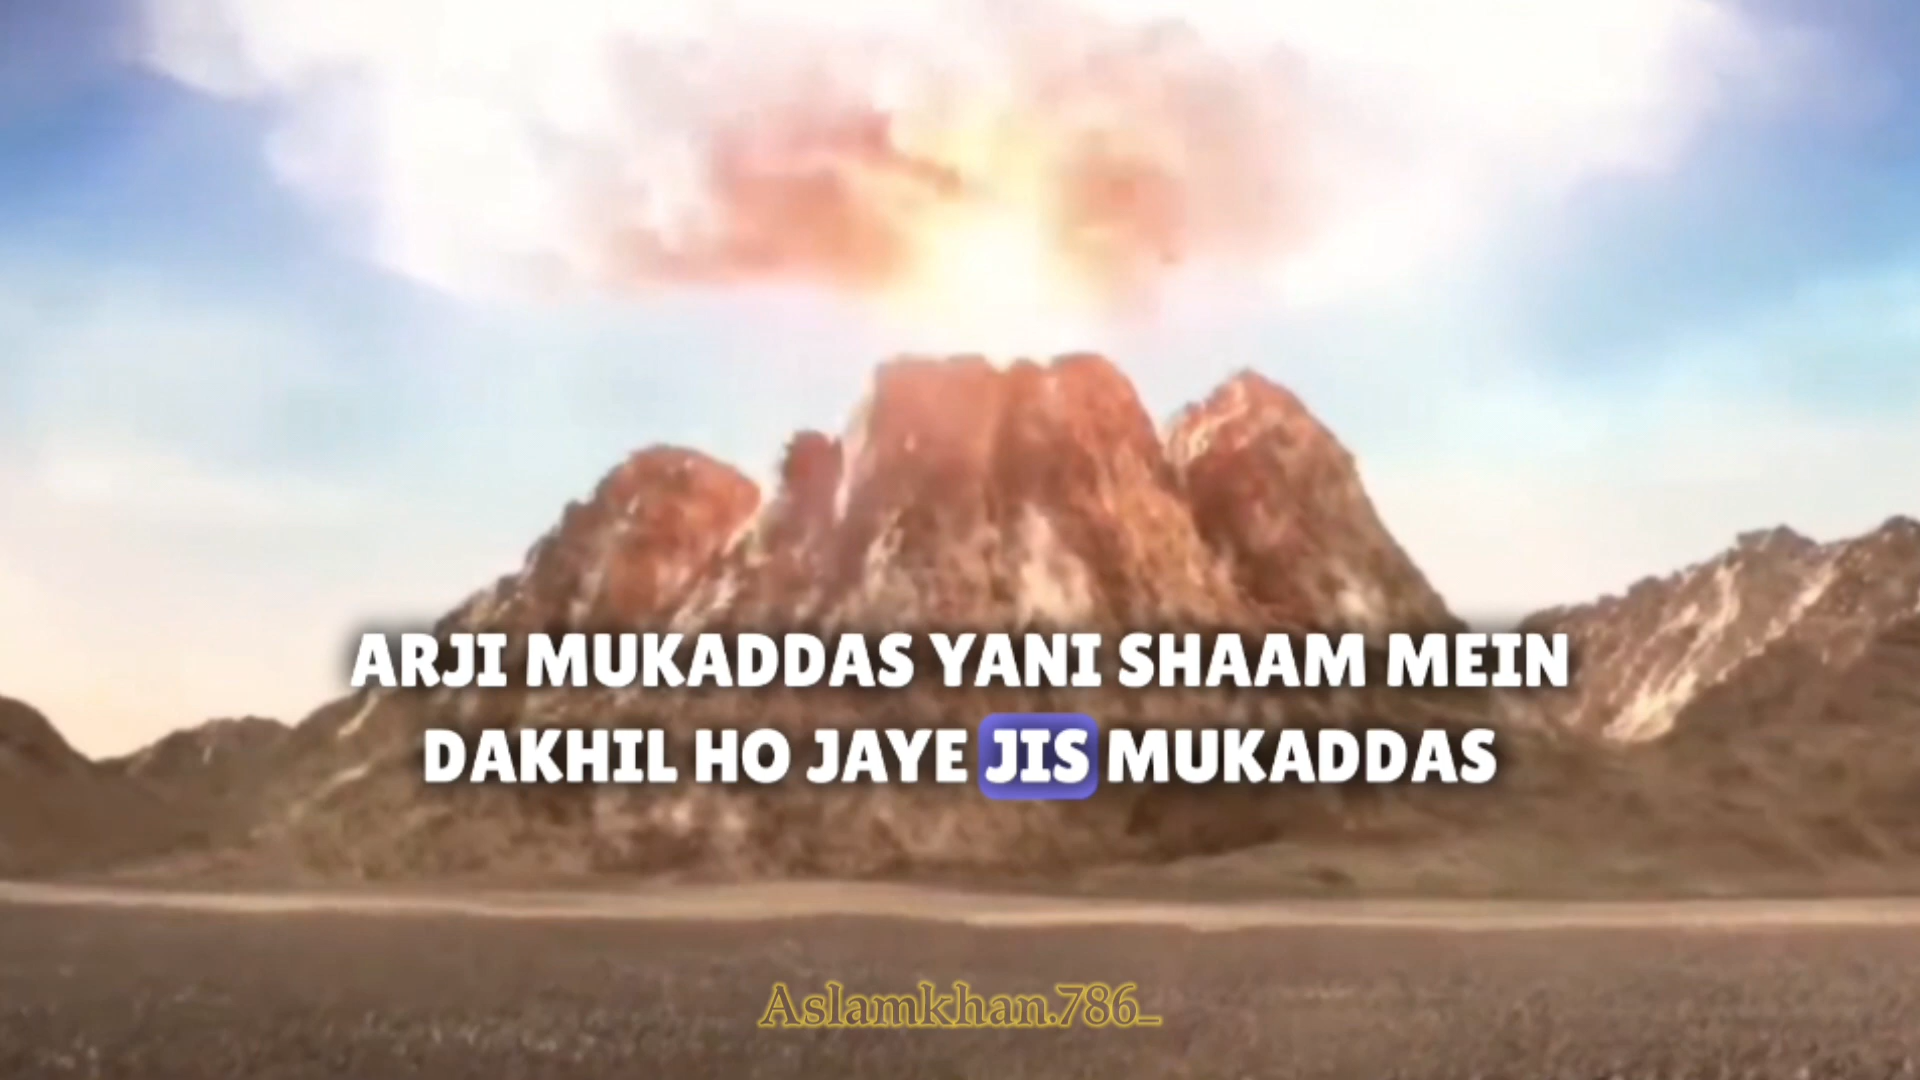 ARJI MUKADDAS YANI SHAAM MEIN
DAKHIL HO JAYE JIS MUKADDAS
Aslamkhan.786_